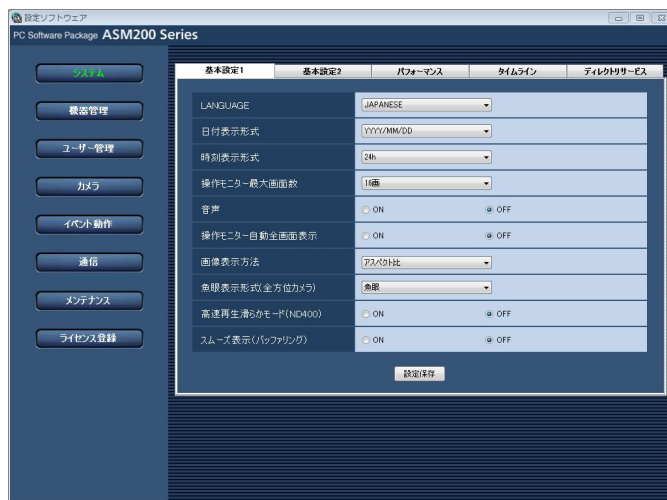 設定ソフトウェア
PC Software Package ASM200 Series
システム
機器管理
ユーザー管理
カメラ
イベント動作
通信
メンテナンス
ライセンス登録
基本設定1 基本設定2 パフォーマンス タイムライン ディレクトリサービス
LANGUAGE JAPANESE
日付表示形式 YYYY/MM/DD
時刻表示形式 24h
操作モニター最大画面数 16画
音声 ON OFF
操作モニター自動全画面表示 ON OFF
画像表示方法 アスペクト比
魚眼表示形式(全方位カメラ) 魚眼
高速再生滑らかモード(ND400) ON OFF
スムーズ表示(バッファリング) ON OFF
設定保存